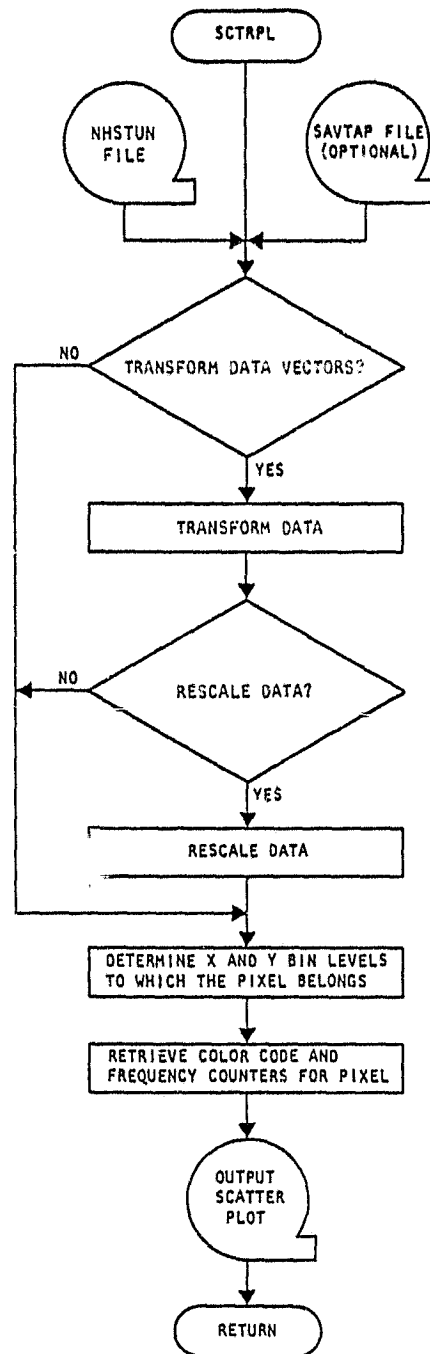 SCTRPL
NHSTUN
FILE
SAVTAP FILE
(OPTIONAL)
NO
TRANSFORM DATA VECTORS?
YES
TRANSFORM DATA
NO
RESCALE DATA?
YES
RESCALE DATA
DETERMINE X AND Y BIN LEVELS
TO WHICH THE PIXEL BELONGS
RETRIEVE COLOR CODE AND
FREQUENCY COUNTERS FOR PIXEL
OUTPUT
SCATTER
PLOT
RETURN